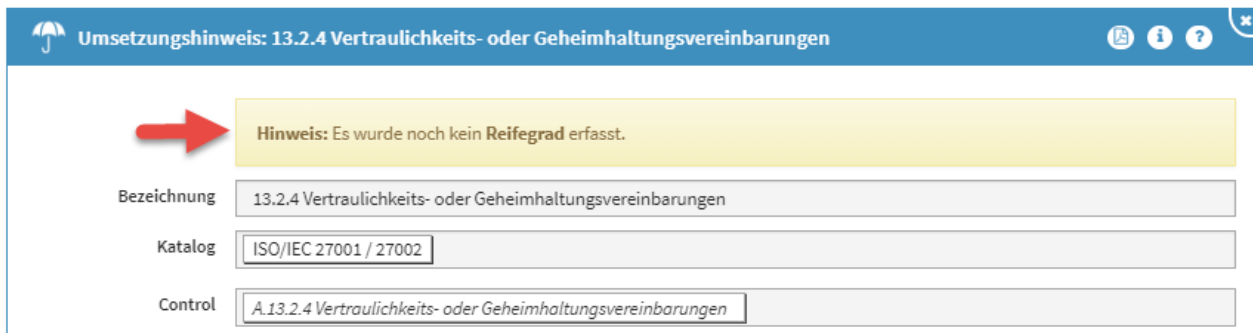 Umsetzungshinweis: 13.2.4 Vertraulichkeits- oder Geheimhaltungsvereinbarungen
Hinweis: Es wurde noch kein Reifegrad erfasst.
Bezeichnung 13.2.4 Vertraulichkeits- oder Geheimhaltungsvereinbarungen
Katalog ISO/IEC 27001 / 27002
Control A.13.2.4 Vertraulichkeits- oder Geheimhaltungsvereinbarungen